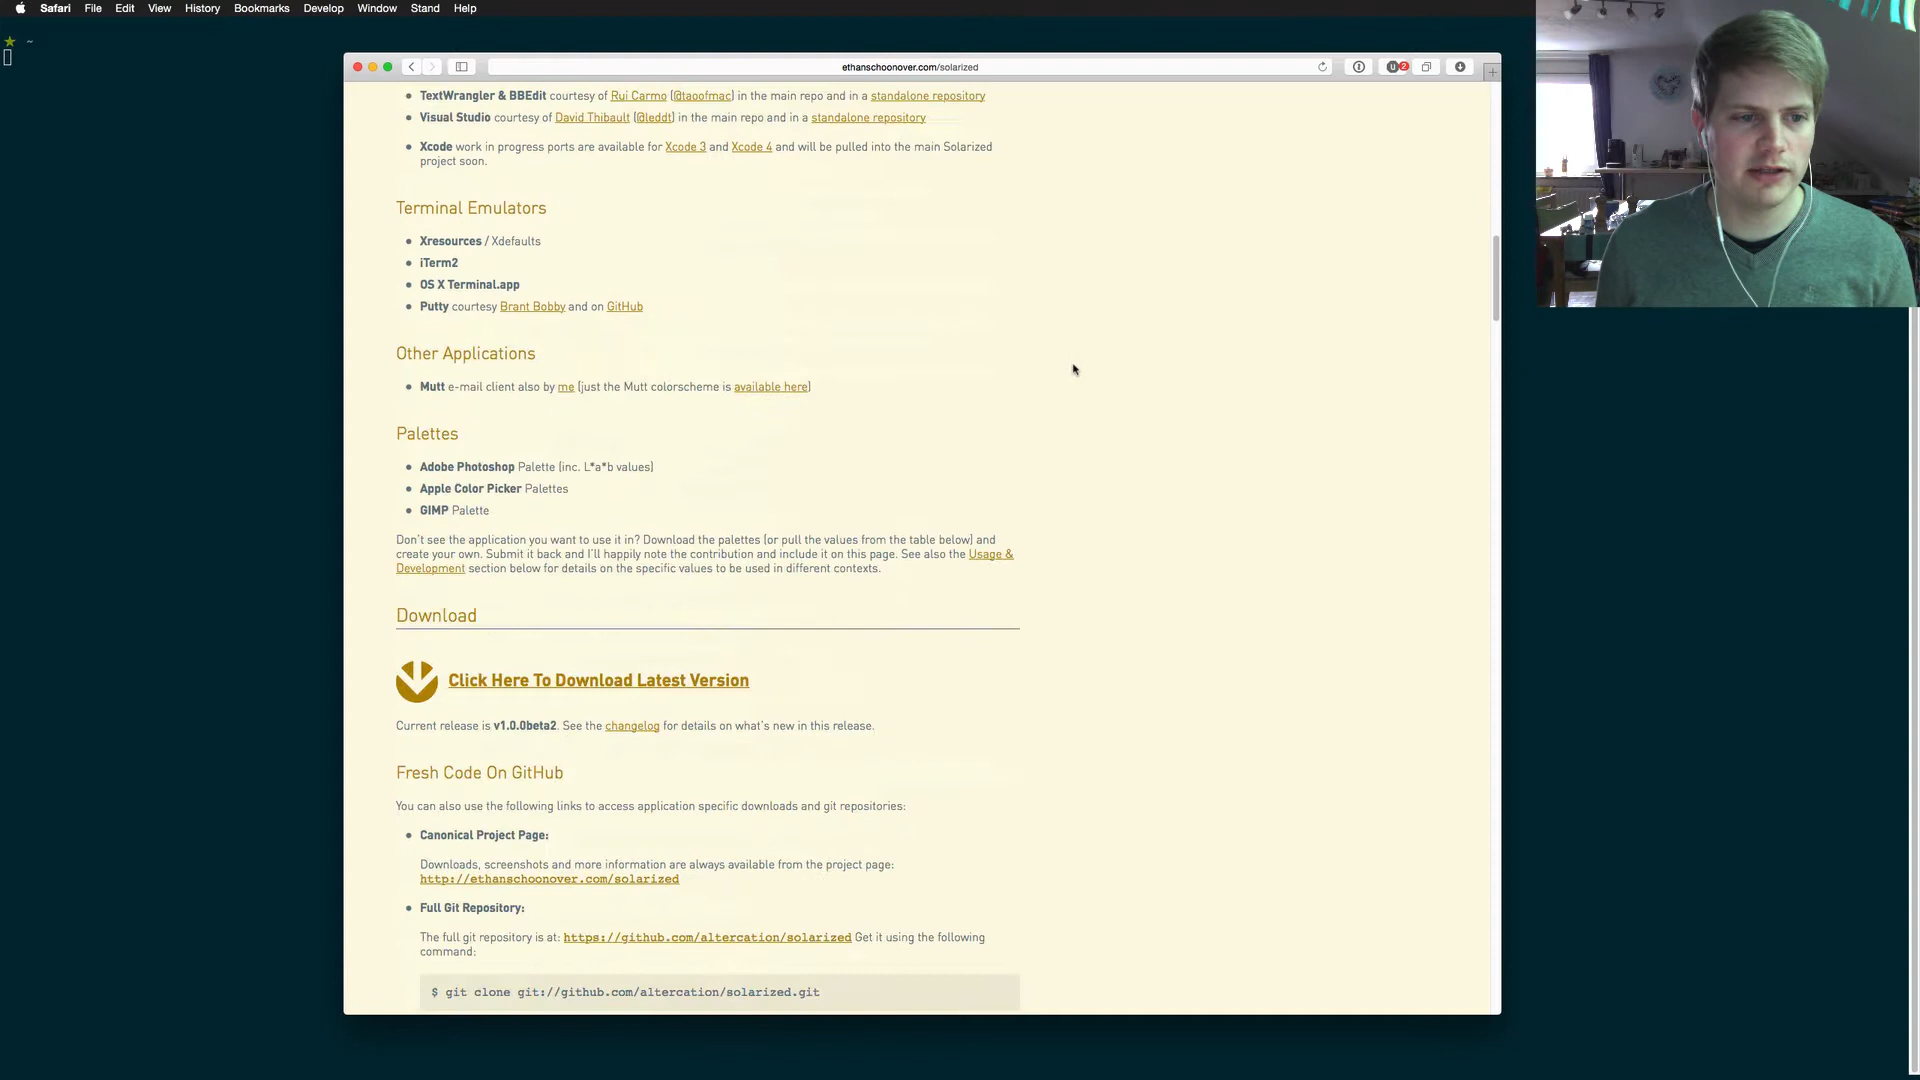 Safari File Edit View History Bookmarks Develop Window Stand Help
~
ethanschoonover.com/solarized
TextWrangler & BBEdit courtesy of Rui Carmo (@taoofmac) in the main repo and in a standalone repository
Visual Studio courtesy of David Thibault (@leddt) in the main repo and in a standalone repository
Xcode work in progress ports are available for Xcode 3 and Xcode 4 and will be pulled into the main Solarized
project soon.
Terminal Emulators
Xresources / Xdefaults
iTerm2
OS X Terminal.app
Putty courtesy Brant Bobby and on GitHub
Other Applications
Mutt e-mail client also by me (just the Mutt colorscheme is available here)
Palettes
Adobe Photoshop Palette (inc. L*a*b values)
Apple Color Picker Palettes
GIMP Palette
Don't see the application you want to use it in? Download the palettes (or pull the values from the table below) and
create your own. Submit it back and I'll happily note the contribution and include it on this page. See also the Usage &
Development section below for details on the specific values to be used in different contexts.
Download
Click Here To Download Latest Version
Current release is v1.0.0beta2. See the changelog for details on what's new in this release.
Fresh Code On GitHub
You can also use the following links to access application specific downloads and git repositories:
Canonical Project Page:
Downloads, screenshots and more information are always available from the project page:
http://ethanschoonover.com/solarized
Full Git Repository:
The full git repository is at: https://github.com/altercation/solarized Get it using the following
command:
$ git clone git://github.com/altercation/solarized.git